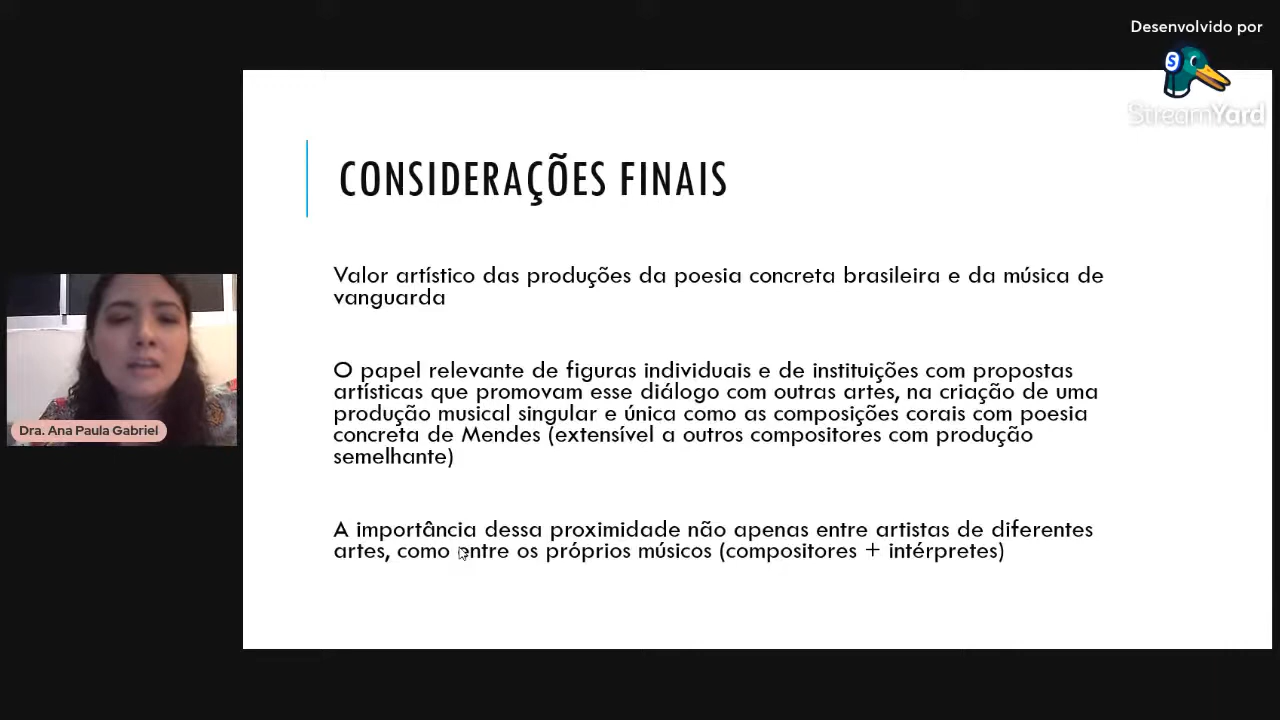 Desenvolvido por
S
StreamYard
CONSIDERAÇÕES FINAIS
Valor artístico das produções da poesia concreta brasileira e da música de
vanguarda
O papel relevante de figuras individuais e de instituições com propostas
artísticas que promovam esse diálogo com outras artes, na criação de uma
produção musical singular e única como as composições corais com poesia
concreta de Mendes (extensível a outros compositores com produção
semelhante)
A importância dessa proximidade não apenas entre artistas de diferentes
artes, como entre os próprios músicos (compositores + intérpretes)
Dra. Ana Paula Gabriel